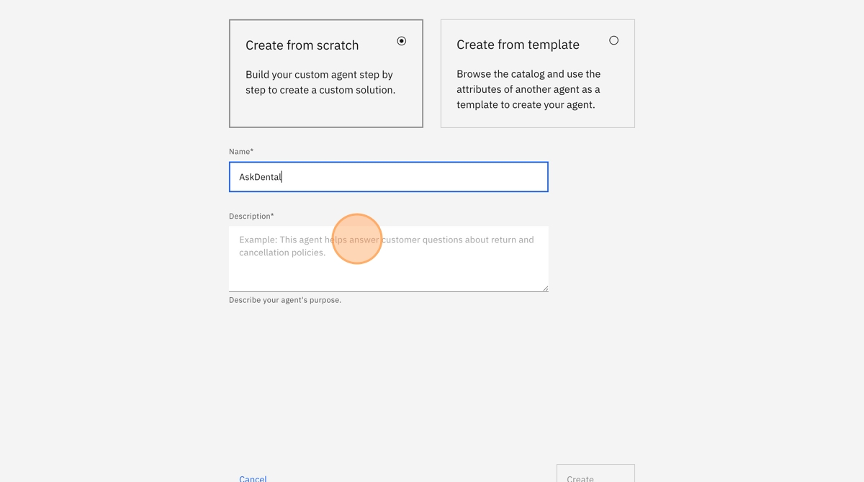 Create from scratch
Build your custom agent step by
step to create a custom solution.
Create from template
Browse the catalog and use the
attributes of another agent as a
template to create your agent.
Name*
AskDental
Description*
Example: This agent helps answer customer questions about return and
cancellation policies.
Describe your agent's purpose.
Cancel
Create